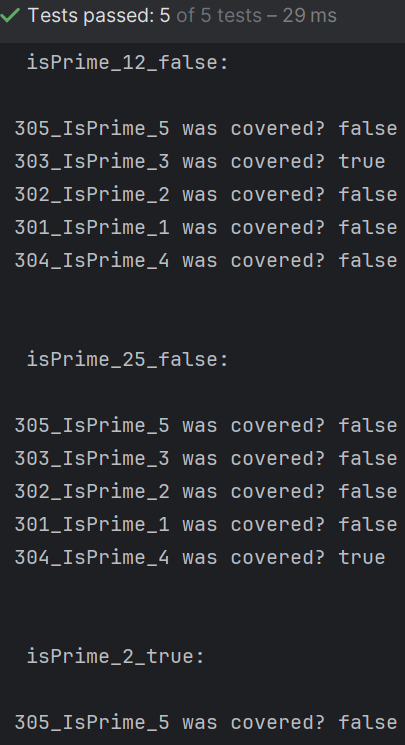 Tests passed: 5 of 5 tests – 29 ms
isPrime_12_false:
305_IsPrime_5 was covered? false
303_IsPrime_3 was covered? true
302_IsPrime_2 was covered? false
301_IsPrime_1 was covered? false
304_IsPrime_4 was covered? false
isPrime_25_false:
305_IsPrime_5 was covered? false
303_IsPrime_3 was covered? false
302_IsPrime_2 was covered? false
301_IsPrime_1 was covered? false
304_IsPrime_4 was covered? true
isPrime_2_true:
305_IsPrime_5 was covered? false